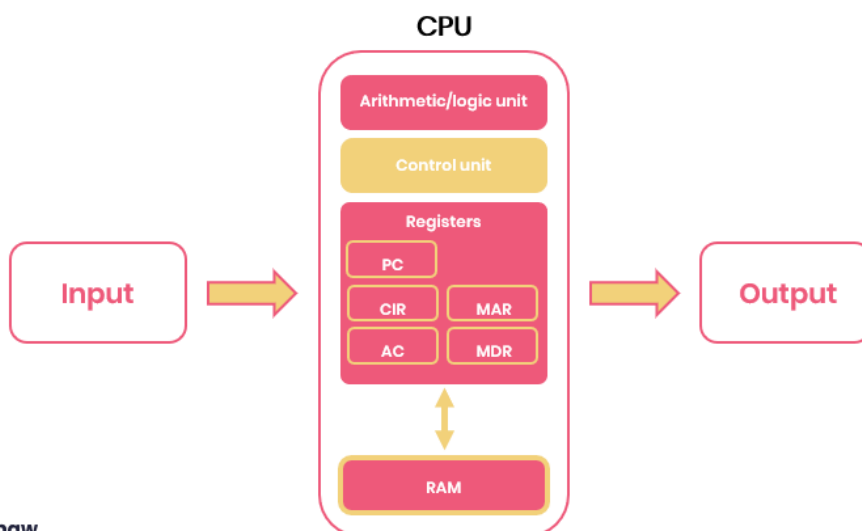 CPU
Arithmetic/logic unit
Control unit
Registers
PC
CIR MAR
AC MDR
Input
Output
RAM